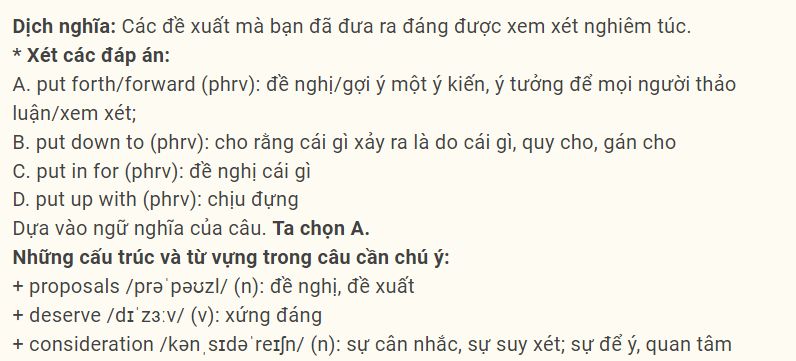 Dịch nghĩa: Các đề xuất mà bạn đã đưa ra đáng được xem xét nghiêm túc.
* Xét các đáp án:
A. put forth/forward (phrv): đề nghị/gợi ý một ý kiến, ý tưởng để mọi người thảo
luận/xem xét;
B. put down to (phrv): cho rằng cái gì xảy ra là do cái gì, quy cho, gán cho
C. put in for (phrv): đề nghị cái gì
D. put up with (phrv): chịu đựng
Dựa vào ngữ nghĩa của câu. Ta chọn A.
Những cấu trúc và từ vựng trong câu cần chú ý:
+ proposals /prəˈpəʊzl/ (n): đề nghị, đề xuất
+ deserve /dɪˈzɜːv/ (v): xứng đáng
+ consideration /kənˌsɪdəˈreɪʃn/ (n): sự cân nhắc, sự suy xét; sự để ý, quan tâm